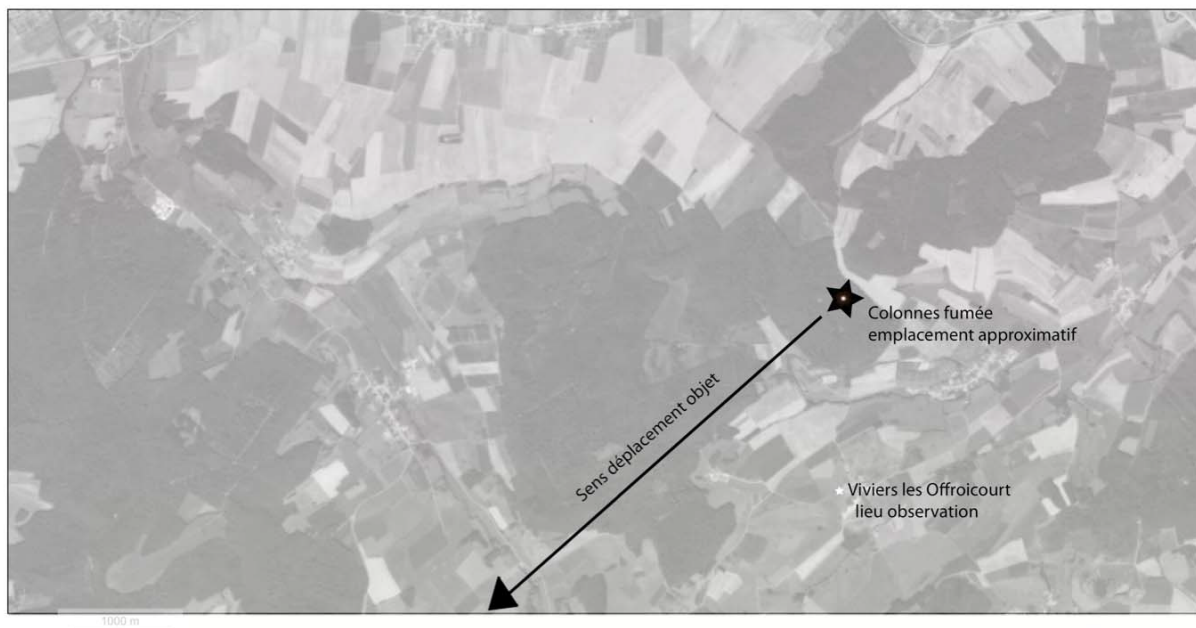 Colonnes fumée
emplacement approximatif
Sens déplacement objet
Viviers les Offroicourt
lieu observation
1000 m